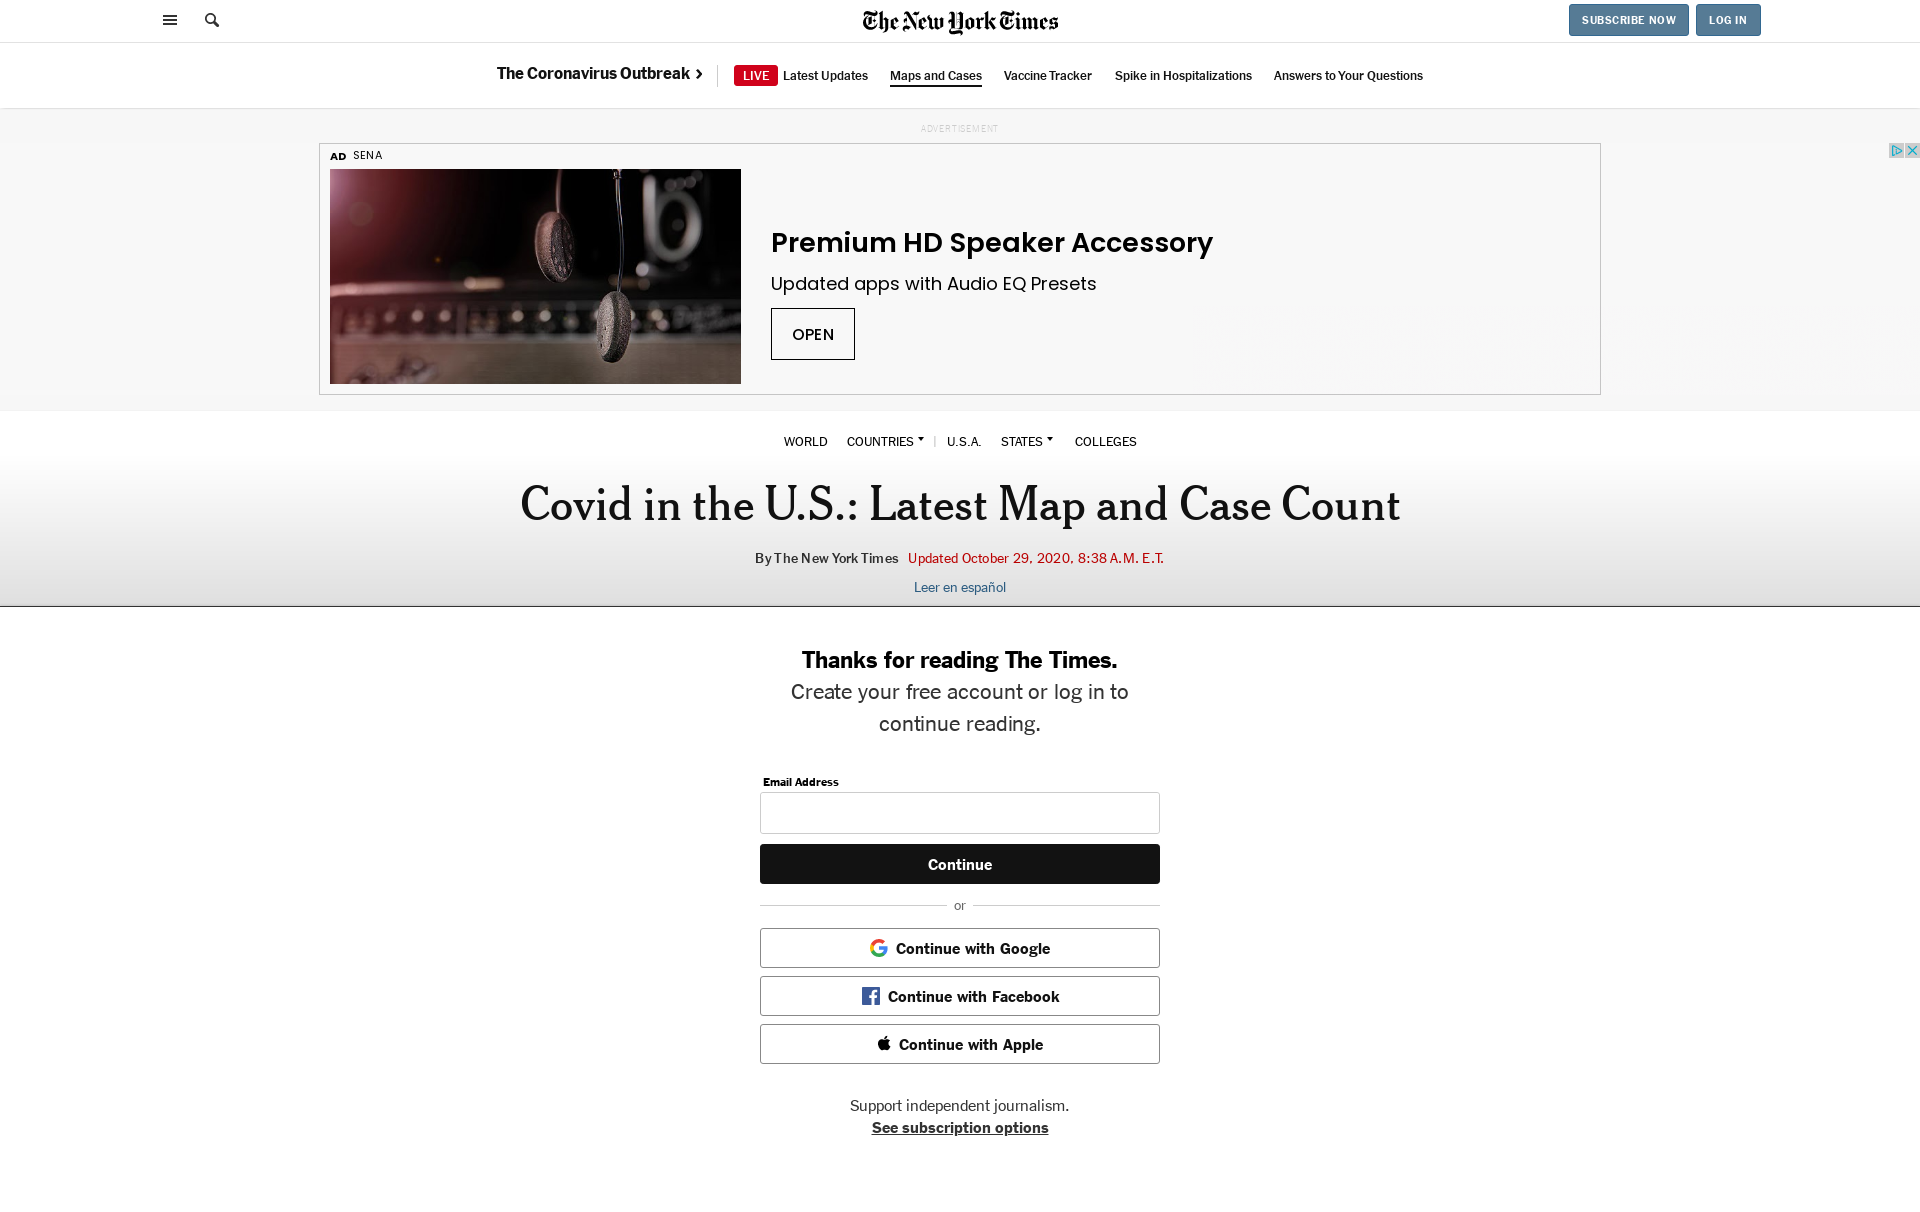 The New York Times
SUBSCRIBE NOW
LOG IN
The Coronavirus Outbreak
LIVE Latest Updates
Maps and Cases
Vaccine Tracker
Spike in Hospitalizations
Answers to Your Questions
ADVERTISEMENT
AD SENA
b
Premium HD Speaker Accessory
Updated apps with Audio EQ Presets
OPEN
WORLD COUNTRIES | U.S.A. STATES COLLEGES
Covid in the U.S.: Latest Map and Case Count
By The New York Times Updated October 29, 2020, 8:38 A.M. E.T.
Leer en español
Thanks for reading The Times.
Create your free account or log in to
continue reading.
Email Address
Continue
or
Continue with Google
Continue with Facebook
Continue with Apple
Support independent journalism.
See subscription options